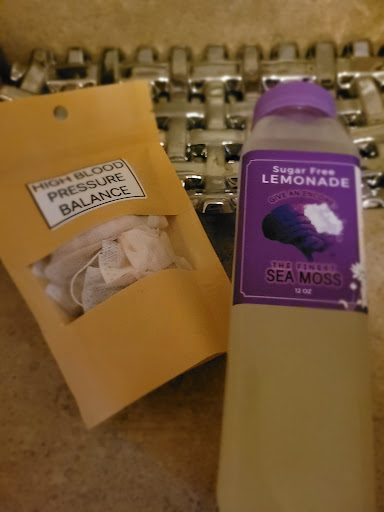 HIGH BLOOD
PRESSURE
BALANCE
Sugar Free
LEMONADE
THE FINEST
SEA MOSS
12 OZ